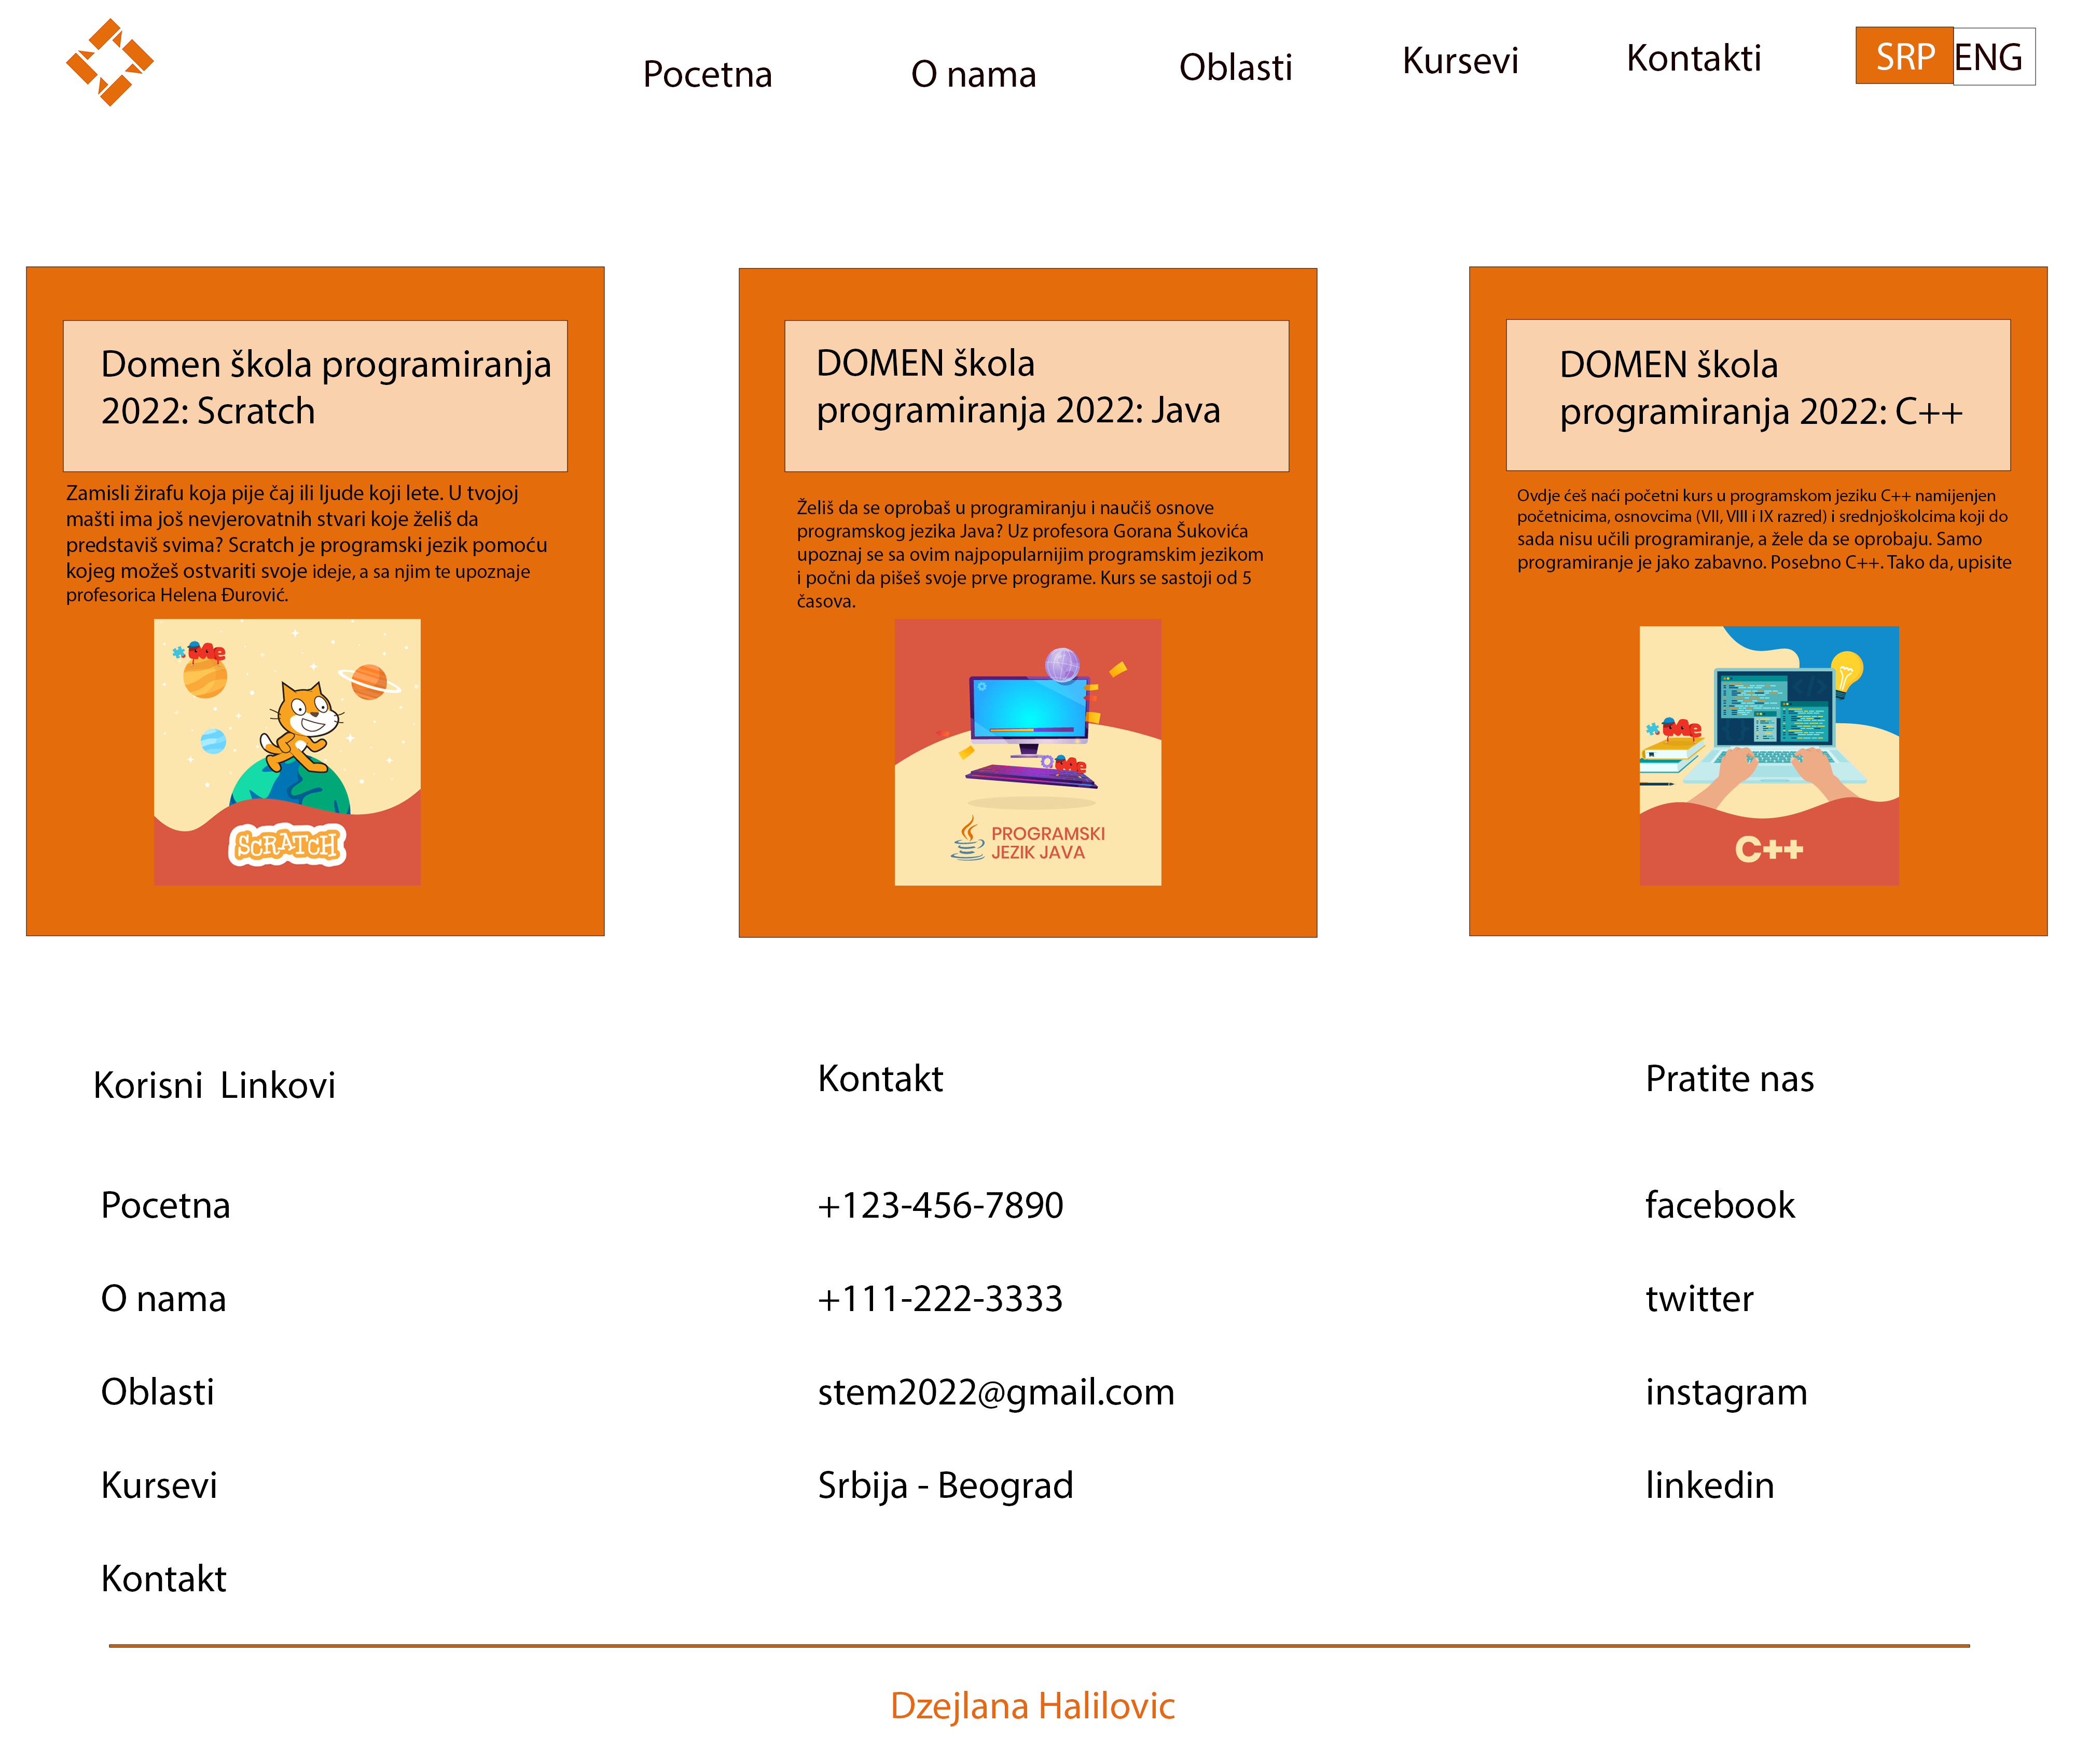 Pocetna
O nama
Oblasti
Kursevi
Kontakti
SRP
ENG
Domen škola programiranja
2022: Scratch
Zamisli žirafu koja pije čaj ili ljude koji lete. U tvojoj
mašti ima još nevjerovatnih stvari koje želiš da
predstaviš svima? Scratch je programski jezik pomoću
kojeg možeš ostvariti svoje ideje, a sa njim te upoznaje
profesorica Helena Đurović.
SCRATCH
DOMEN škola
programiranja 2022: Java
Želiš da se oprobaš u programiranju i naučiš osnove
programskog jezika Java? Uz profesora Gorana Šukovića
upoznaj se sa ovim najpopularnijim programskim jezikom
i počni da pišeš svoje prve programe. Kurs se sastoji od 5
časova.
PROGRAMSKI
JEZIK JAVA
DOMEN škola
programiranja 2022: C++
Ovdje ćeš naći početni kurs u programskom jeziku C++ namijenjen
početnicima, osnovcima (VII, VIII i IX razred) i srednjoškolcima koji do
sada nisu učili programiranje, a žele da se oprobaju. Samo
programiranje je jako zabavno. Posebno C++. Tako da, upisite
C++
Korisni  Linkovi
Pocetna
O nama
Oblasti
Kursevi
Kontakt
Kontakt
+123-456-7890
+111-222-3333
stem2022@gmail.com
Srbija - Beograd
Pratite nas
facebook
twitter
instagram
linkedin
Dzejlana Halilovic